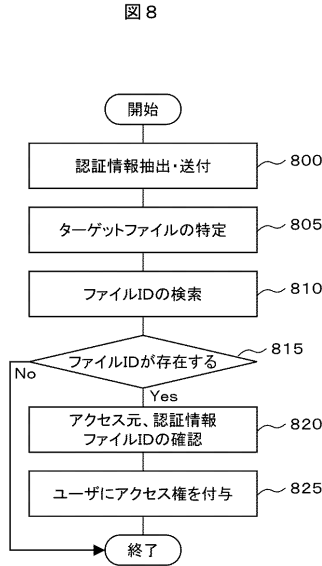 図８
開始
認証情報抽出・送付
800
ターゲットファイルの特定
805
ファイルIDの検索
810
ファイルIDが存在する
815
No
Yes
アクセス元、認証情報
ファイルIDの確認
820
ユーザにアクセス権を付与
825
終了